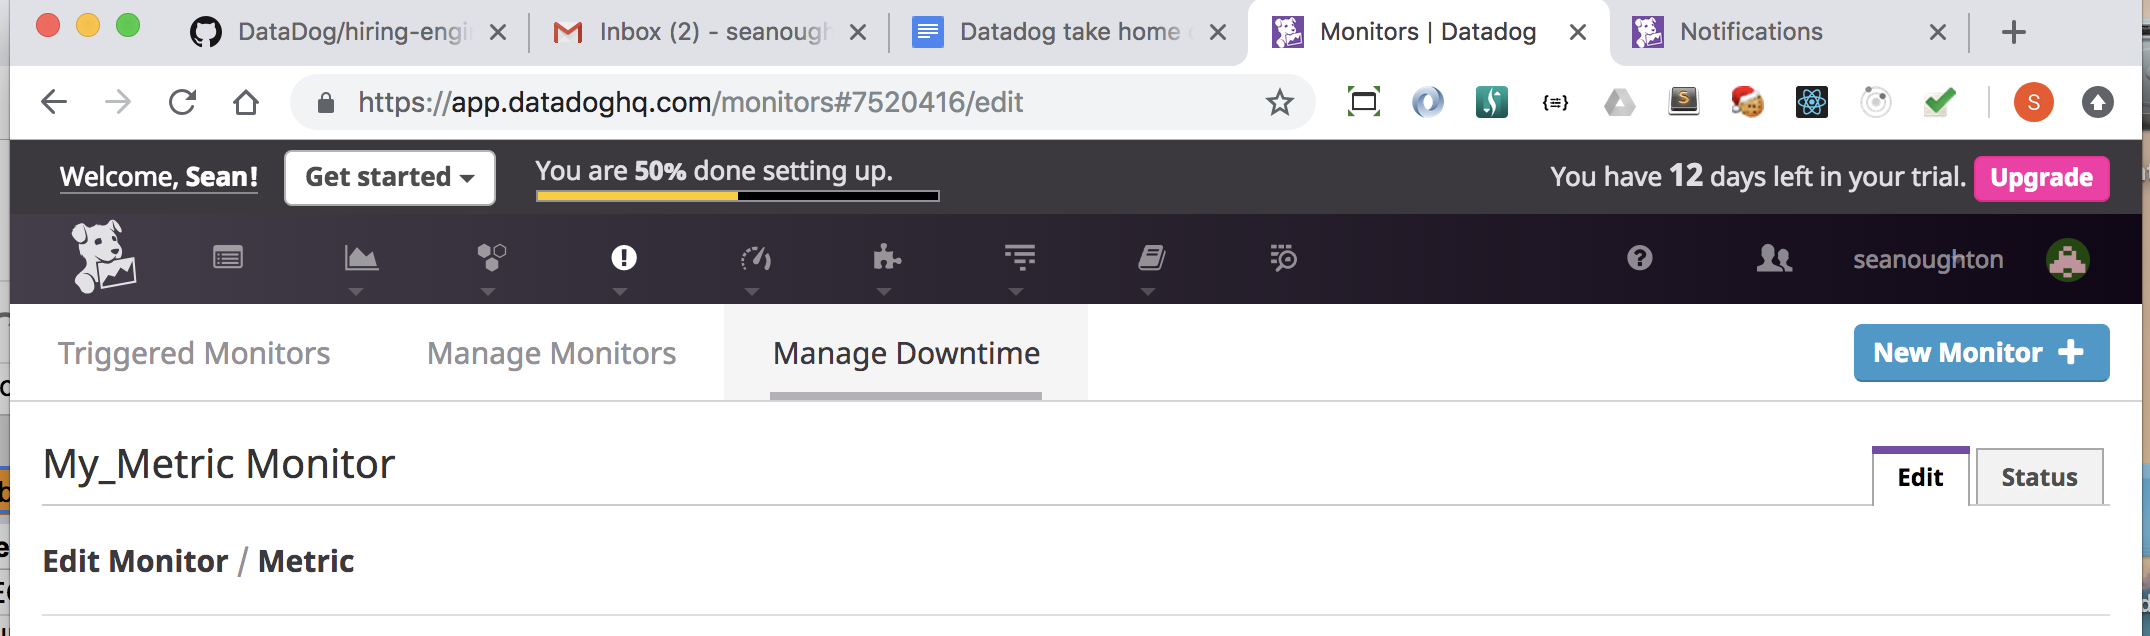 DataDog/hiring-engi
Inbox (2) - seanough
Datadog take home
Monitors | Datadog
Notifications
https://app.datadoghq.com/monitors#7520416/edit
S
Welcome, Sean!
Get started
You are 50% done setting up.
You have 12 days left in your trial.
Upgrade
seanoughton
Triggered Monitors
Manage Monitors
Manage Downtime
New Monitor +
My_Metric Monitor
Edit
Status
Edit Monitor / Metric